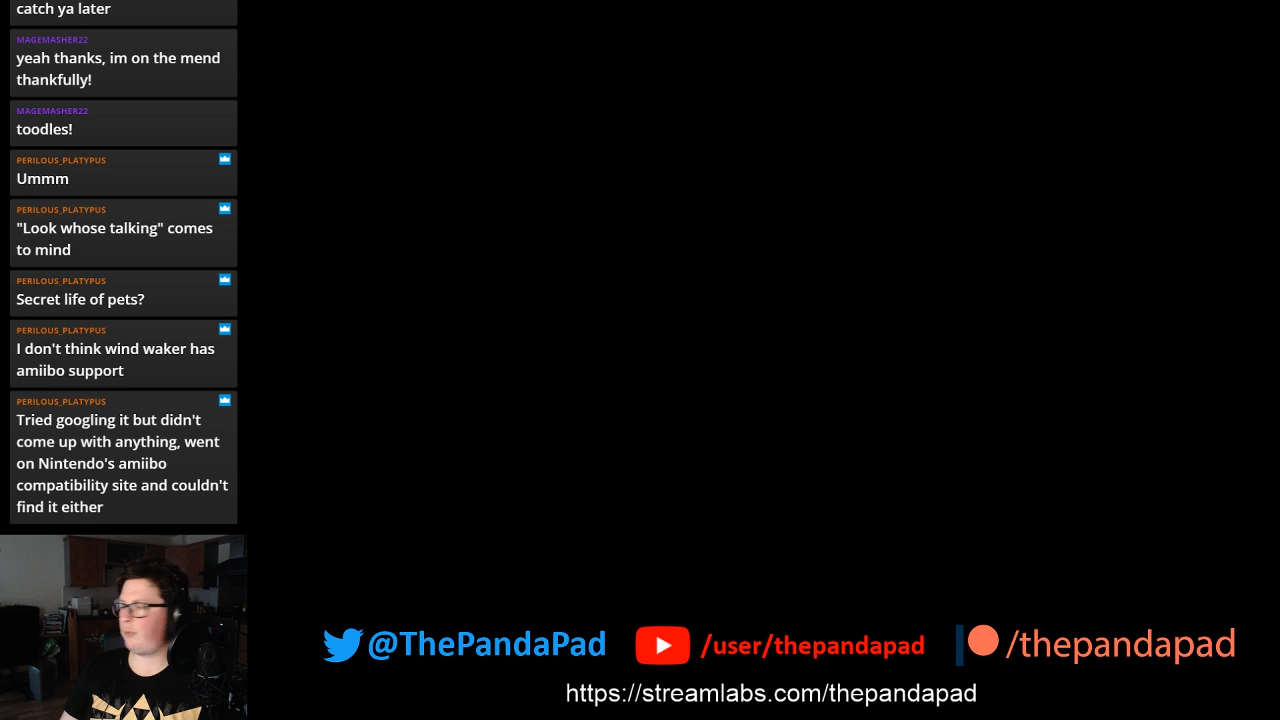 catch ya later
MAGEMASHER22
yeah thanks, im on the mend
thankfully!
MAGEMASHER22
toodles!
PERILOUS_PLATYPUS
Ummm
PERILOUS_PLATYPUS
"Look whose talking" comes
to mind
PERILOUS_PLATYPUS
Secret life of pets?
PERILOUS_PLATYPUS
I don't think wind waker has
amiibo support
PERILOUS_PLATYPUS
Tried googling it but didn't
come up with anything, went
on Nintendo's amiibo
compatibility site and couldn't
find it either
@ThePandaPad
/user/thepandapad
/thepandapad
https://streamlabs.com/thepandapad